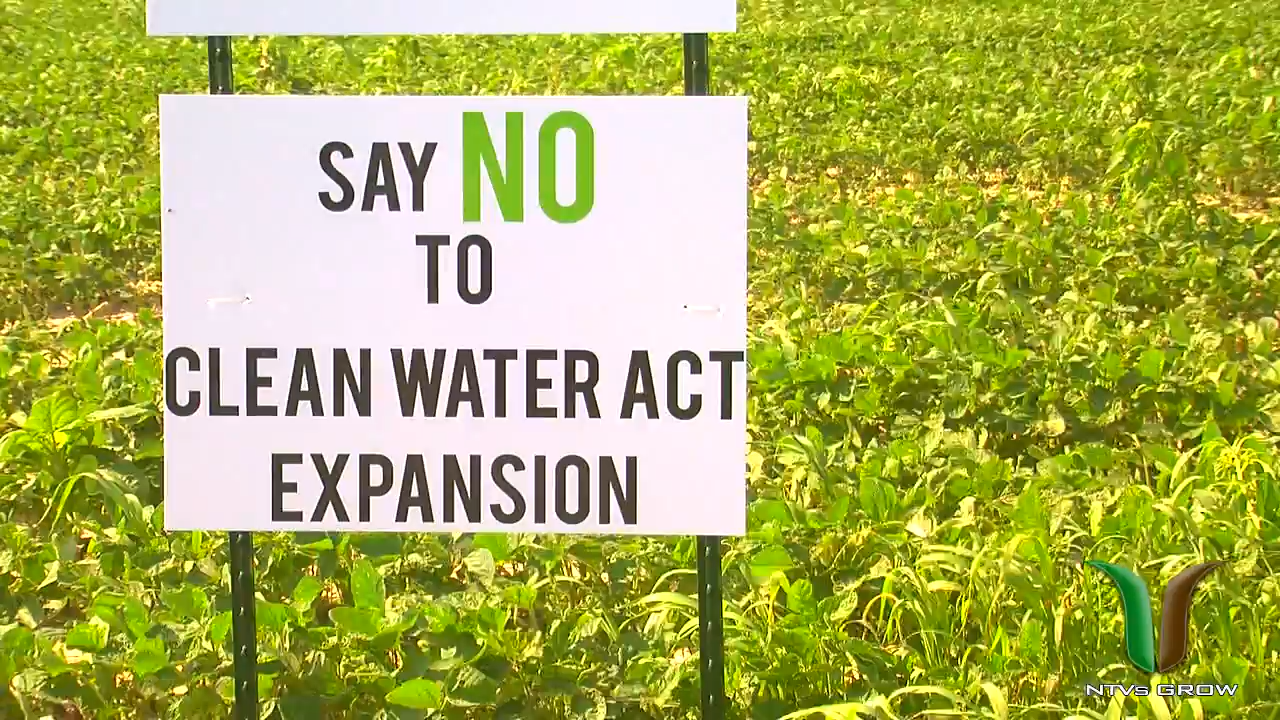 SAY NO
TO
CLEAN WATER ACT
EXPANSION
NTVs GROW